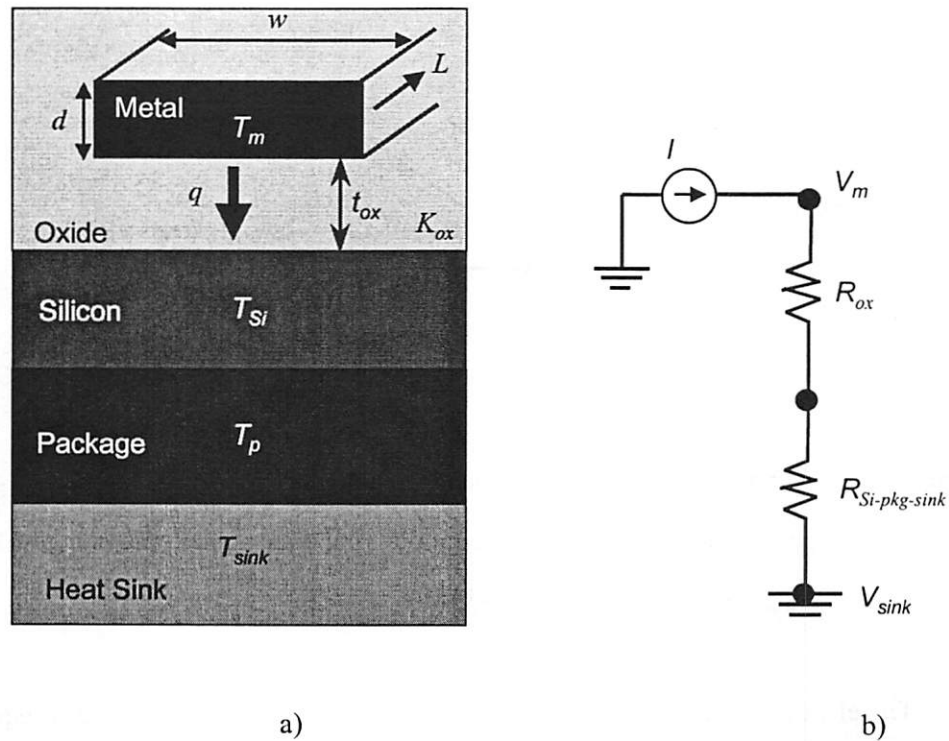 w
L
d
Metal
T_m
q
t_ox
K_ox
Oxide
Silicon
T_Si
Package
T_p
T_sink
Heat Sink
a)
I
V_m
R_ox
R_Si-pkg-sink
V_sink
b)